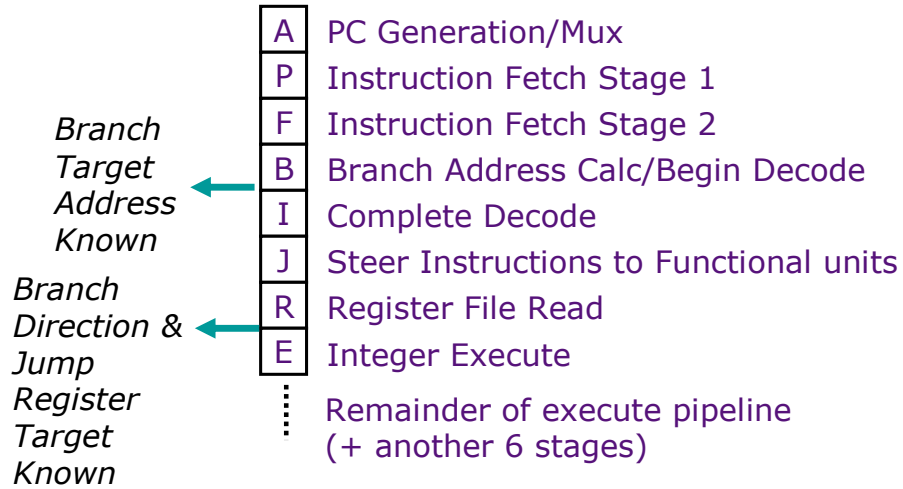 A PC Generation/Mux
P Instruction Fetch Stage 1
F Instruction Fetch Stage 2
B Branch Address Calc/Begin Decode
I Complete Decode
J Steer Instructions to Functional units
R Register File Read
E Integer Execute
Remainder of execute pipeline
(+ another 6 stages)
Branch
Target
Address
Known
Branch
Direction &
Jump
Register
Target
Known